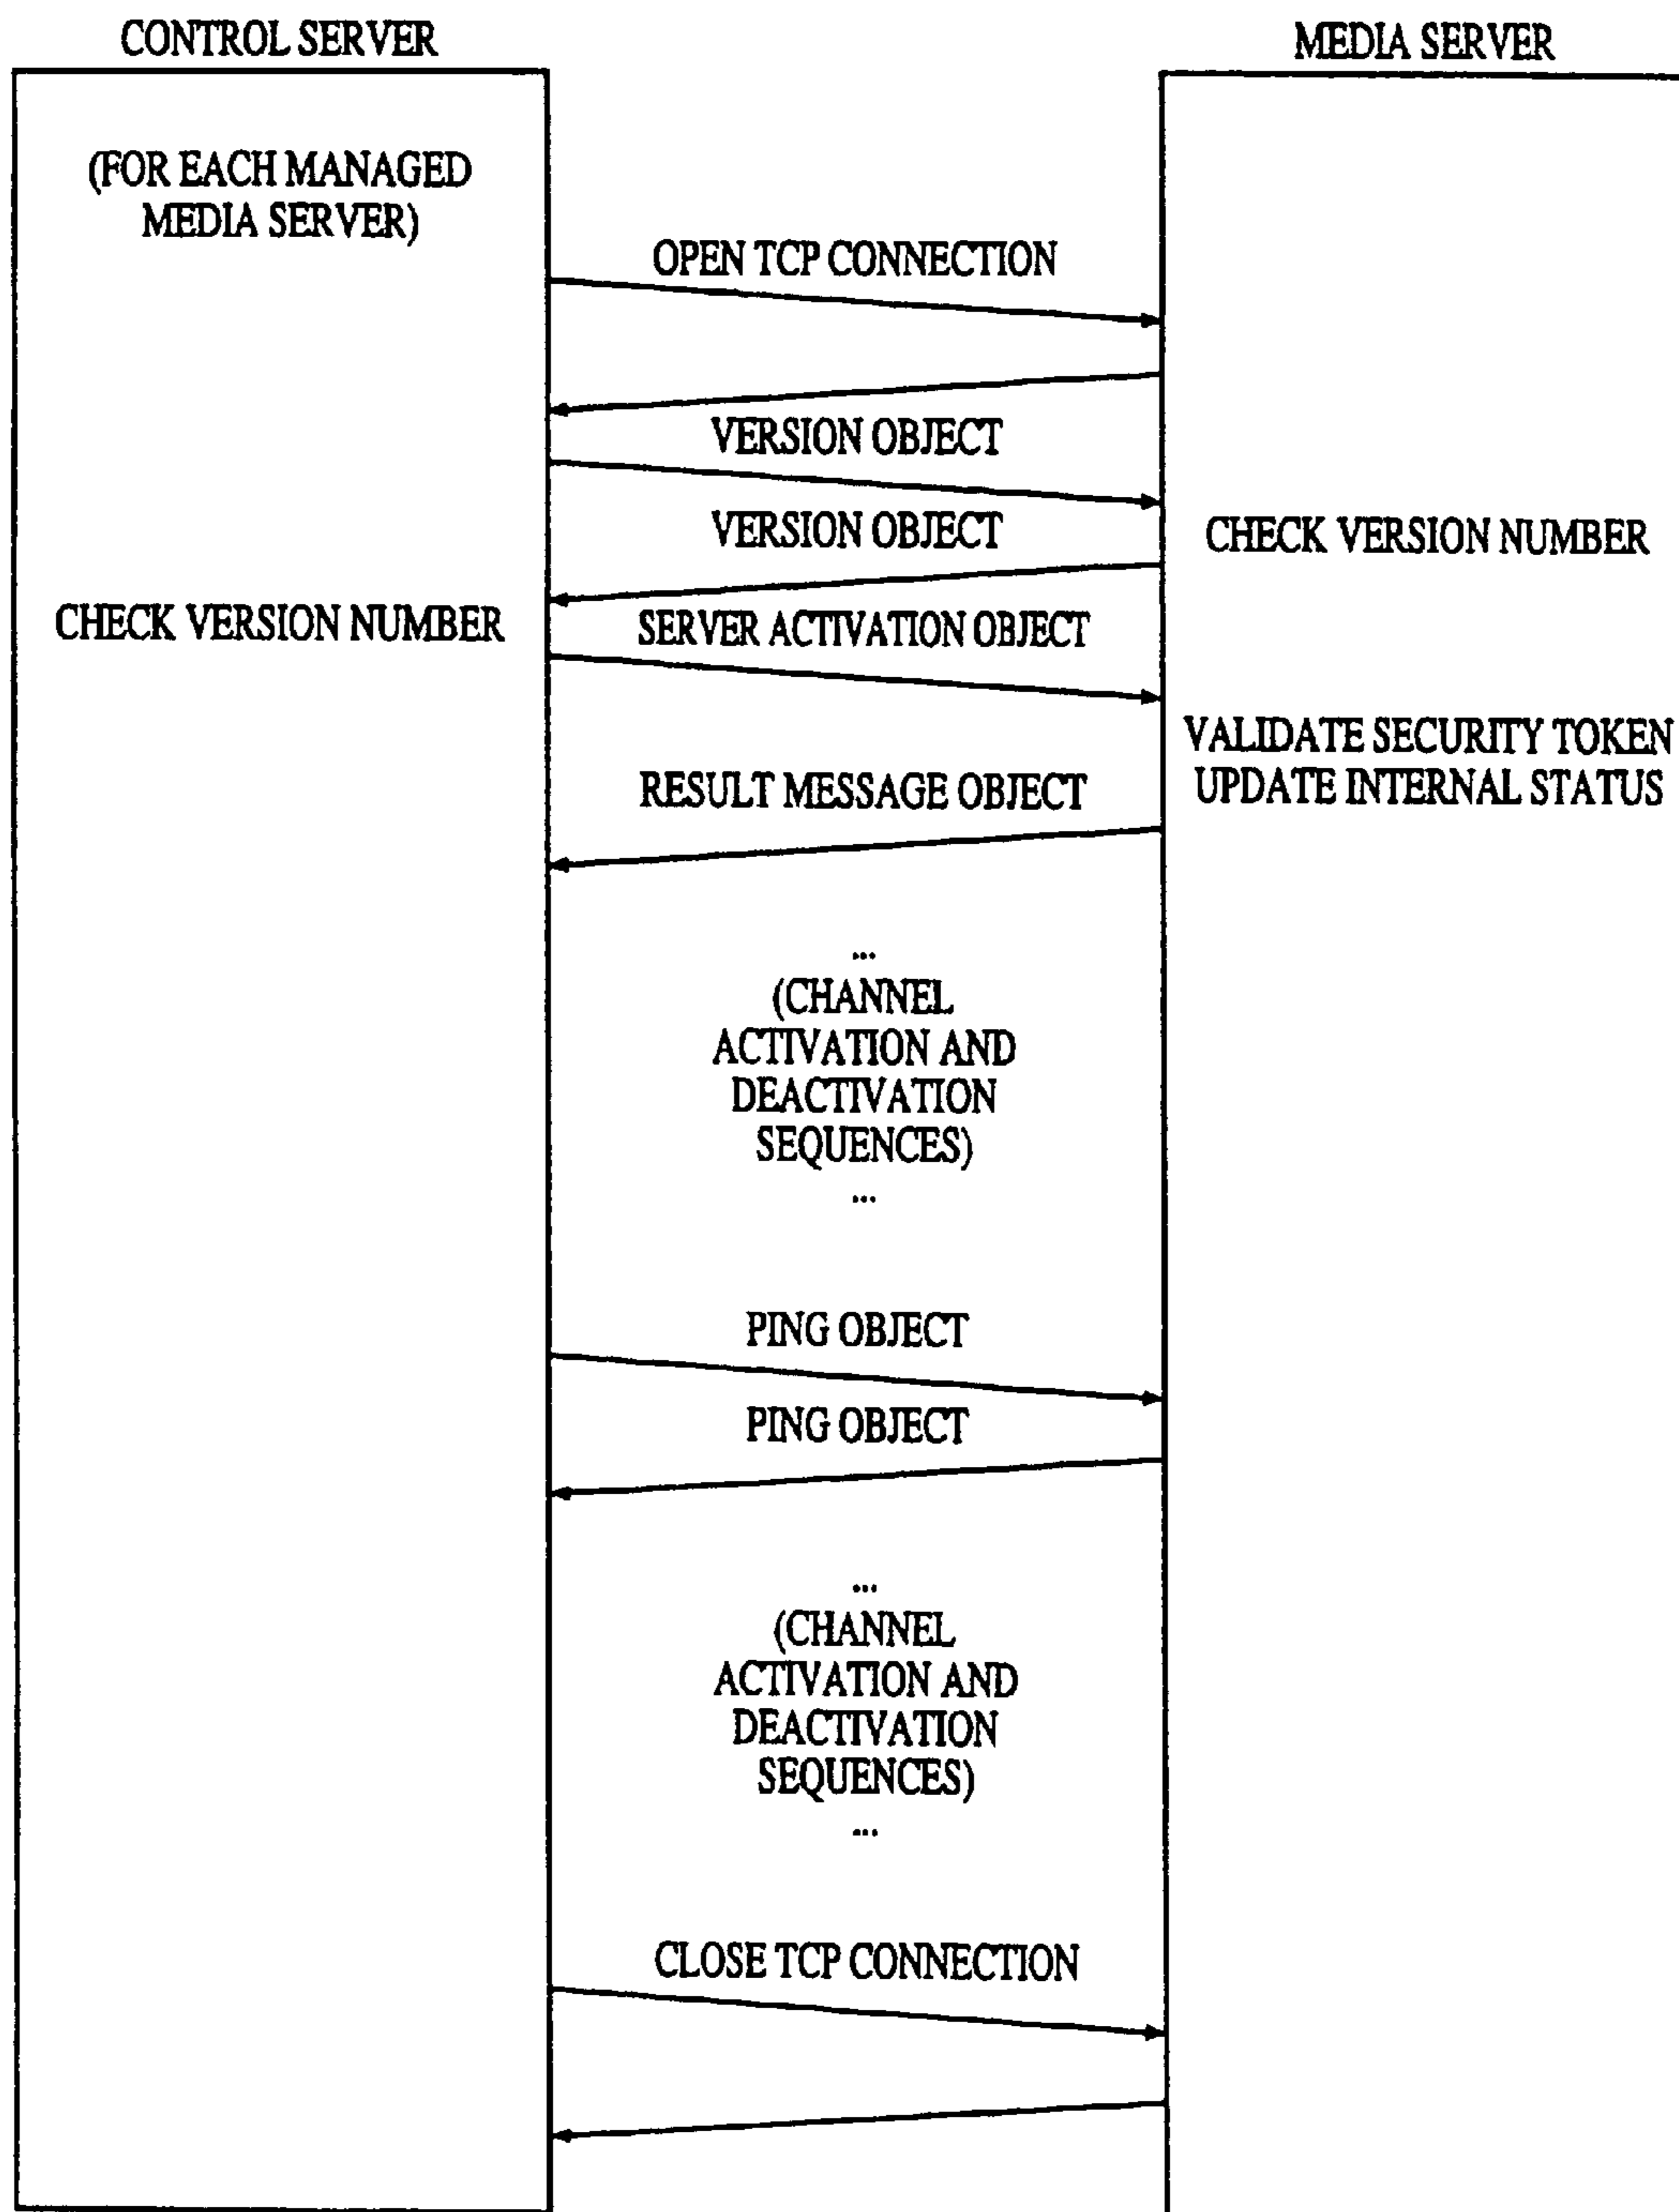 CONTROL SERVER
MEDIA SERVER
(FOR EACH MANAGED
MEDIA SERVER)
OPEN TCP CONNECTION
VERSION OBJECT
VERSION OBJECT
CHECK VERSION NUMBER
CHECK VERSION NUMBER
SERVER ACTIVATION OBJECT
VALIDATE SECURITY TOKEN
UPDATE INTERNAL STATUS
RESULT MESSAGE OBJECT
...
(CHANNEL
ACTIVATION AND
DEACTIVATION
SEQUENCES)
...
PING OBJECT
PING OBJECT
...
(CHANNEL
ACTIVATION AND
DEACTIVATION
SEQUENCES)
...
CLOSE TCP CONNECTION